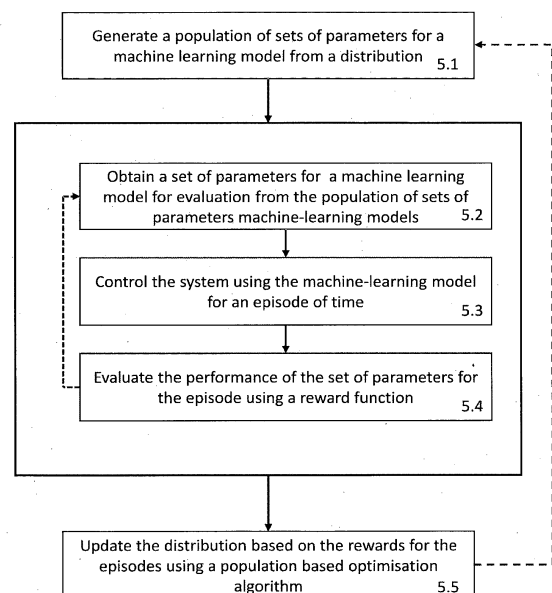 Generate a population of sets of parameters for a
machine learning model from a distribution
5.1
Obtain a set of parameters for a machine learning
model for evaluation from the population of sets of
parameters machine-learning models
5.2
Control the system using the machine-learning model
for an episode of time
5.3
Evaluate the performance of the set of parameters for
the episode using a reward function
5.4
Update the distribution based on the rewards for the
episodes using a population based optimisation
algorithm
5.5